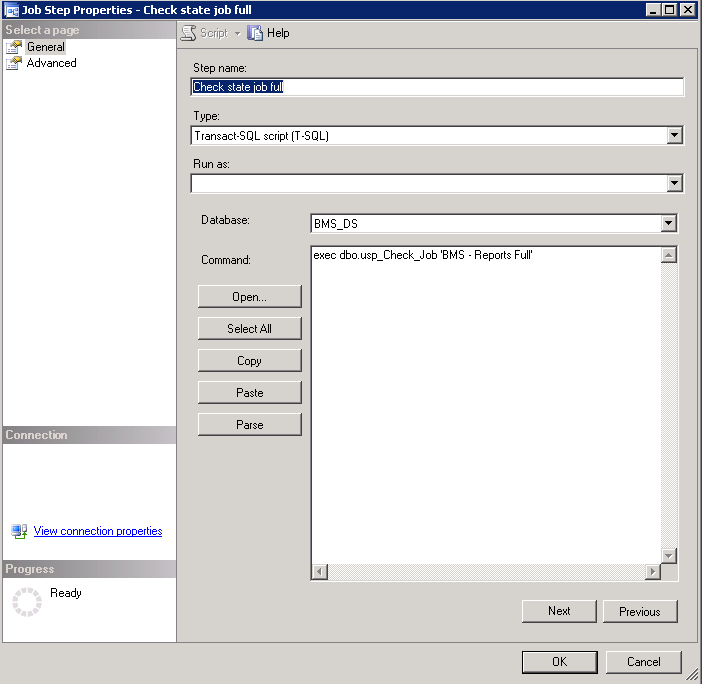 Job Step Properties - Check state job full
Select a page
General
Advanced
Script
Help
Step name:
Check state job full
Type:
Transact-SQL script (T-SQL)
Run as:
Database:
BMS_DS
Command:
exec dbo.usp_Check_Job 'BMS - Reports Full'
Open...
Select All
Copy
Paste
Parse
Connection
View connection properties
Progress
Ready
Next
Previous
OK
Cancel